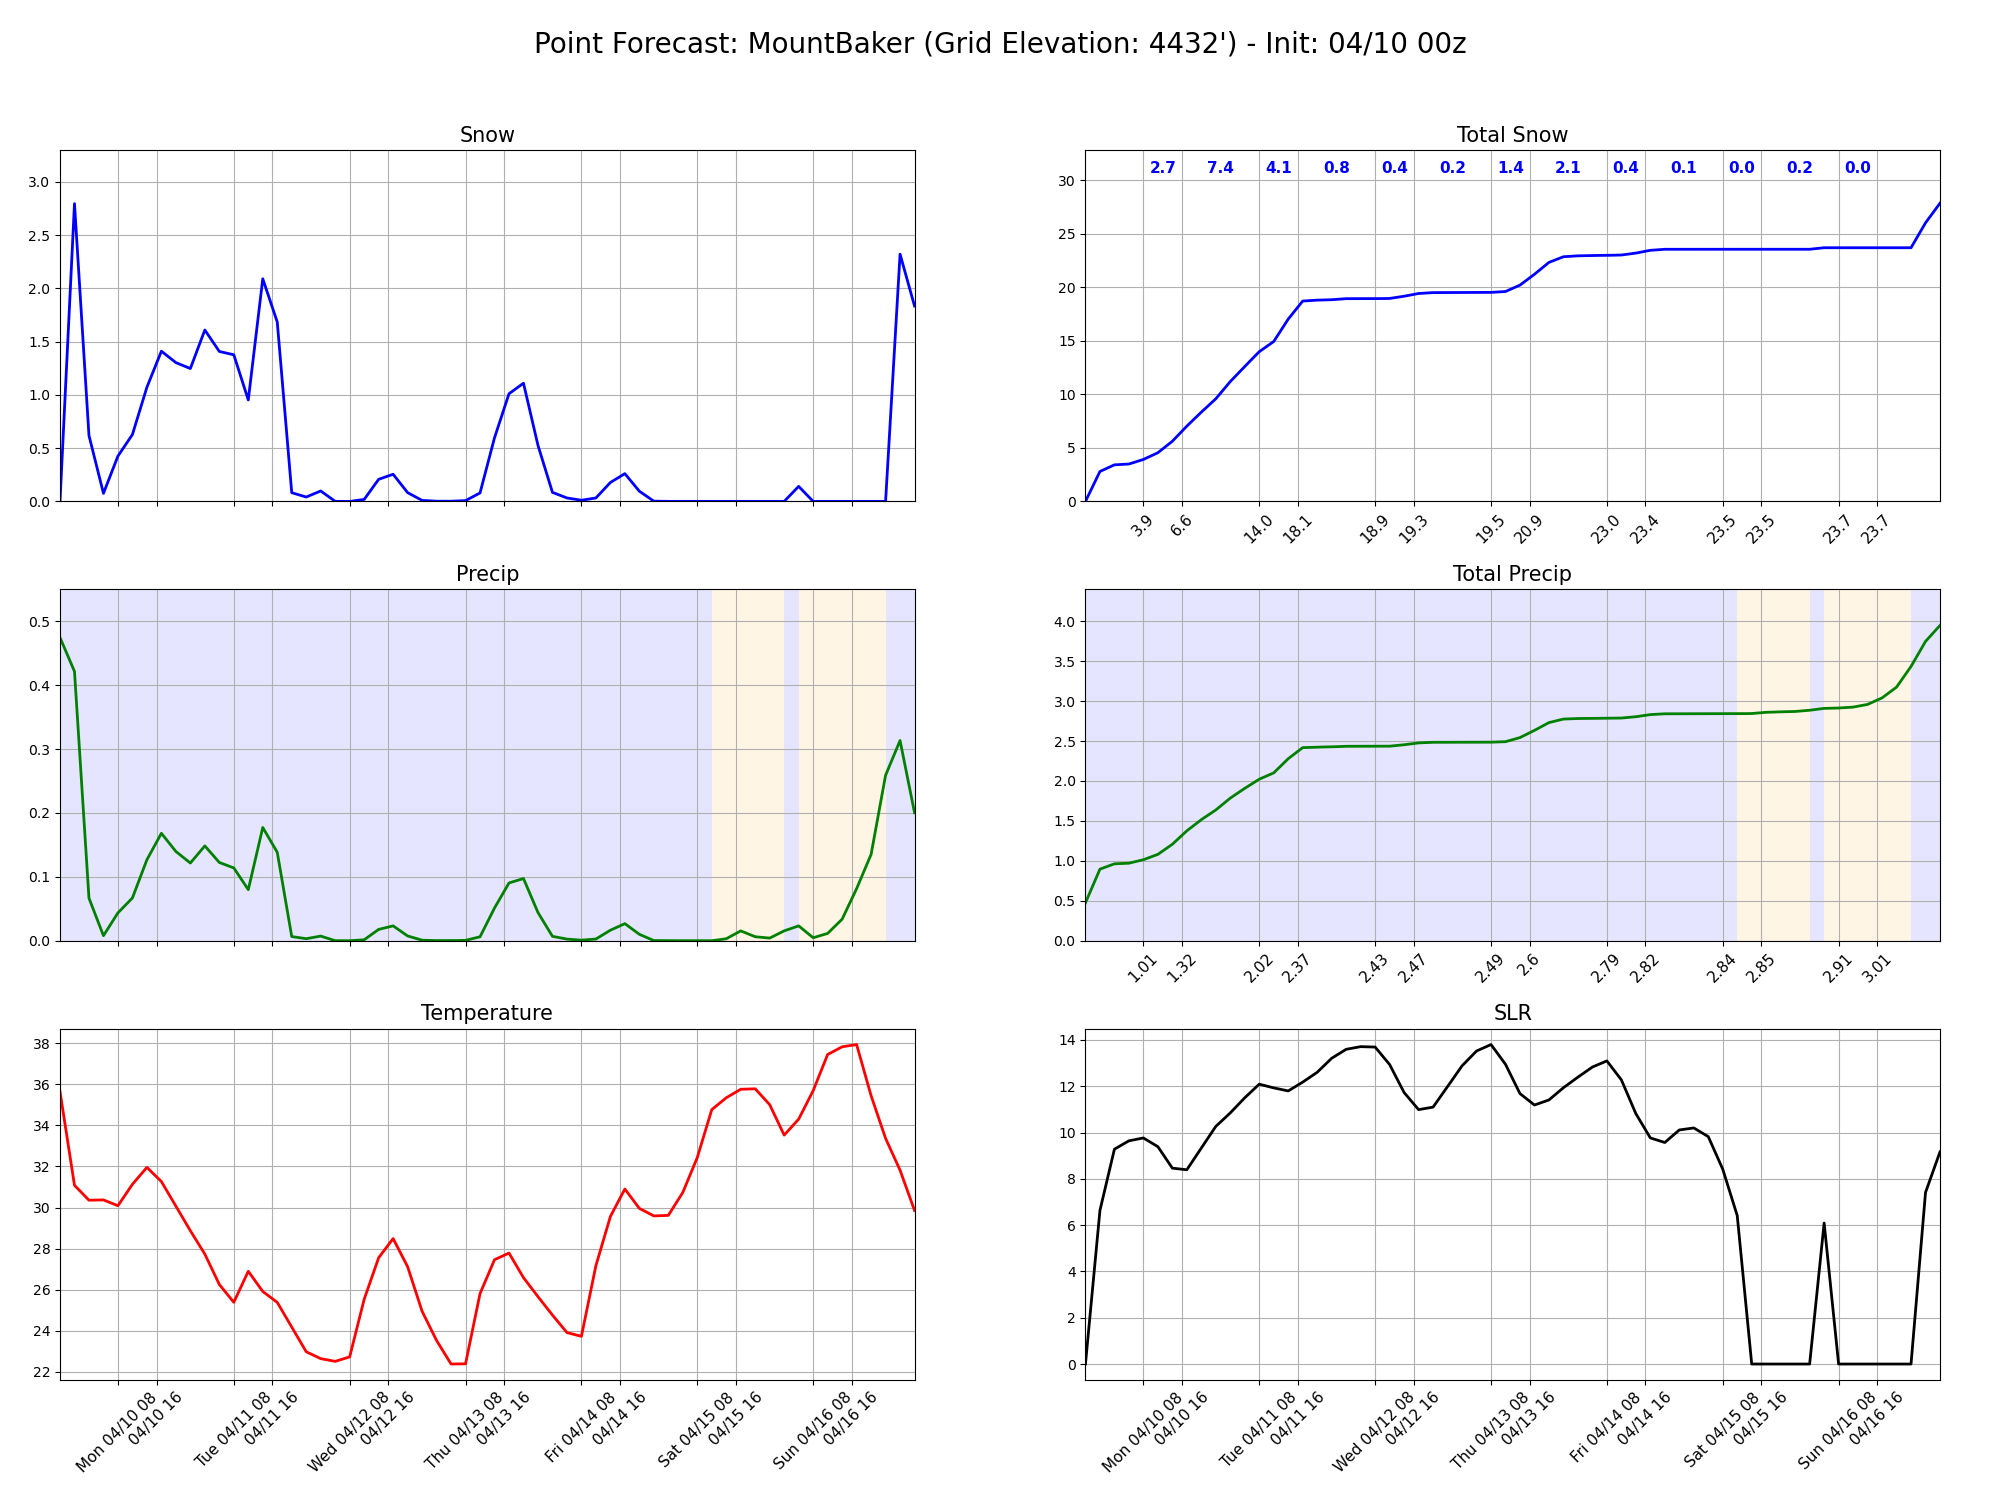 Point Forecast: MountBaker (Grid Elevation: 4432') - Init: 04/10 00z
Snow
3.0
2.5
2.0
1.5
1.0
0.5
0.0
Total Snow
2.7 7.4 4.1 0.8 0.4 0.2 1.4 2.1 0.4 0.1 0.0 0.2 0.0
30
25
20
15
10
5
0
3.9 6.6 14.0 18.1 18.9 19.3 19.5 20.9 23.0 23.4 23.5 23.5 23.7 23.7
Precip
0.5
0.4
0.3
0.2
0.1
0.0
Total Precip
4.0
3.5
3.0
2.5
2.0
1.5
1.0
0.5
0.0
1.01 1.32 2.02 2.37 2.43 2.47 2.49 2.6 2.79 2.82 2.84 2.85 2.91 3.01
Temperature
38
36
34
32
30
28
26
24
22
Mon 04/10 08
04/10 16
Tue 04/11 08
04/11 16
Wed 04/12 08
04/12 16
Thu 04/13 08
04/13 16
Fri 04/14 08
04/14 16
Sat 04/15 08
04/15 16
Sun 04/16 08
04/16 16
SLR
14
12
10
8
6
4
2
0
Mon 04/10 08
04/10 16
Tue 04/11 08
04/11 16
Wed 04/12 08
04/12 16
Thu 04/13 08
04/13 16
Fri 04/14 08
04/14 16
Sat 04/15 08
04/15 16
Sun 04/16 08
04/16 16